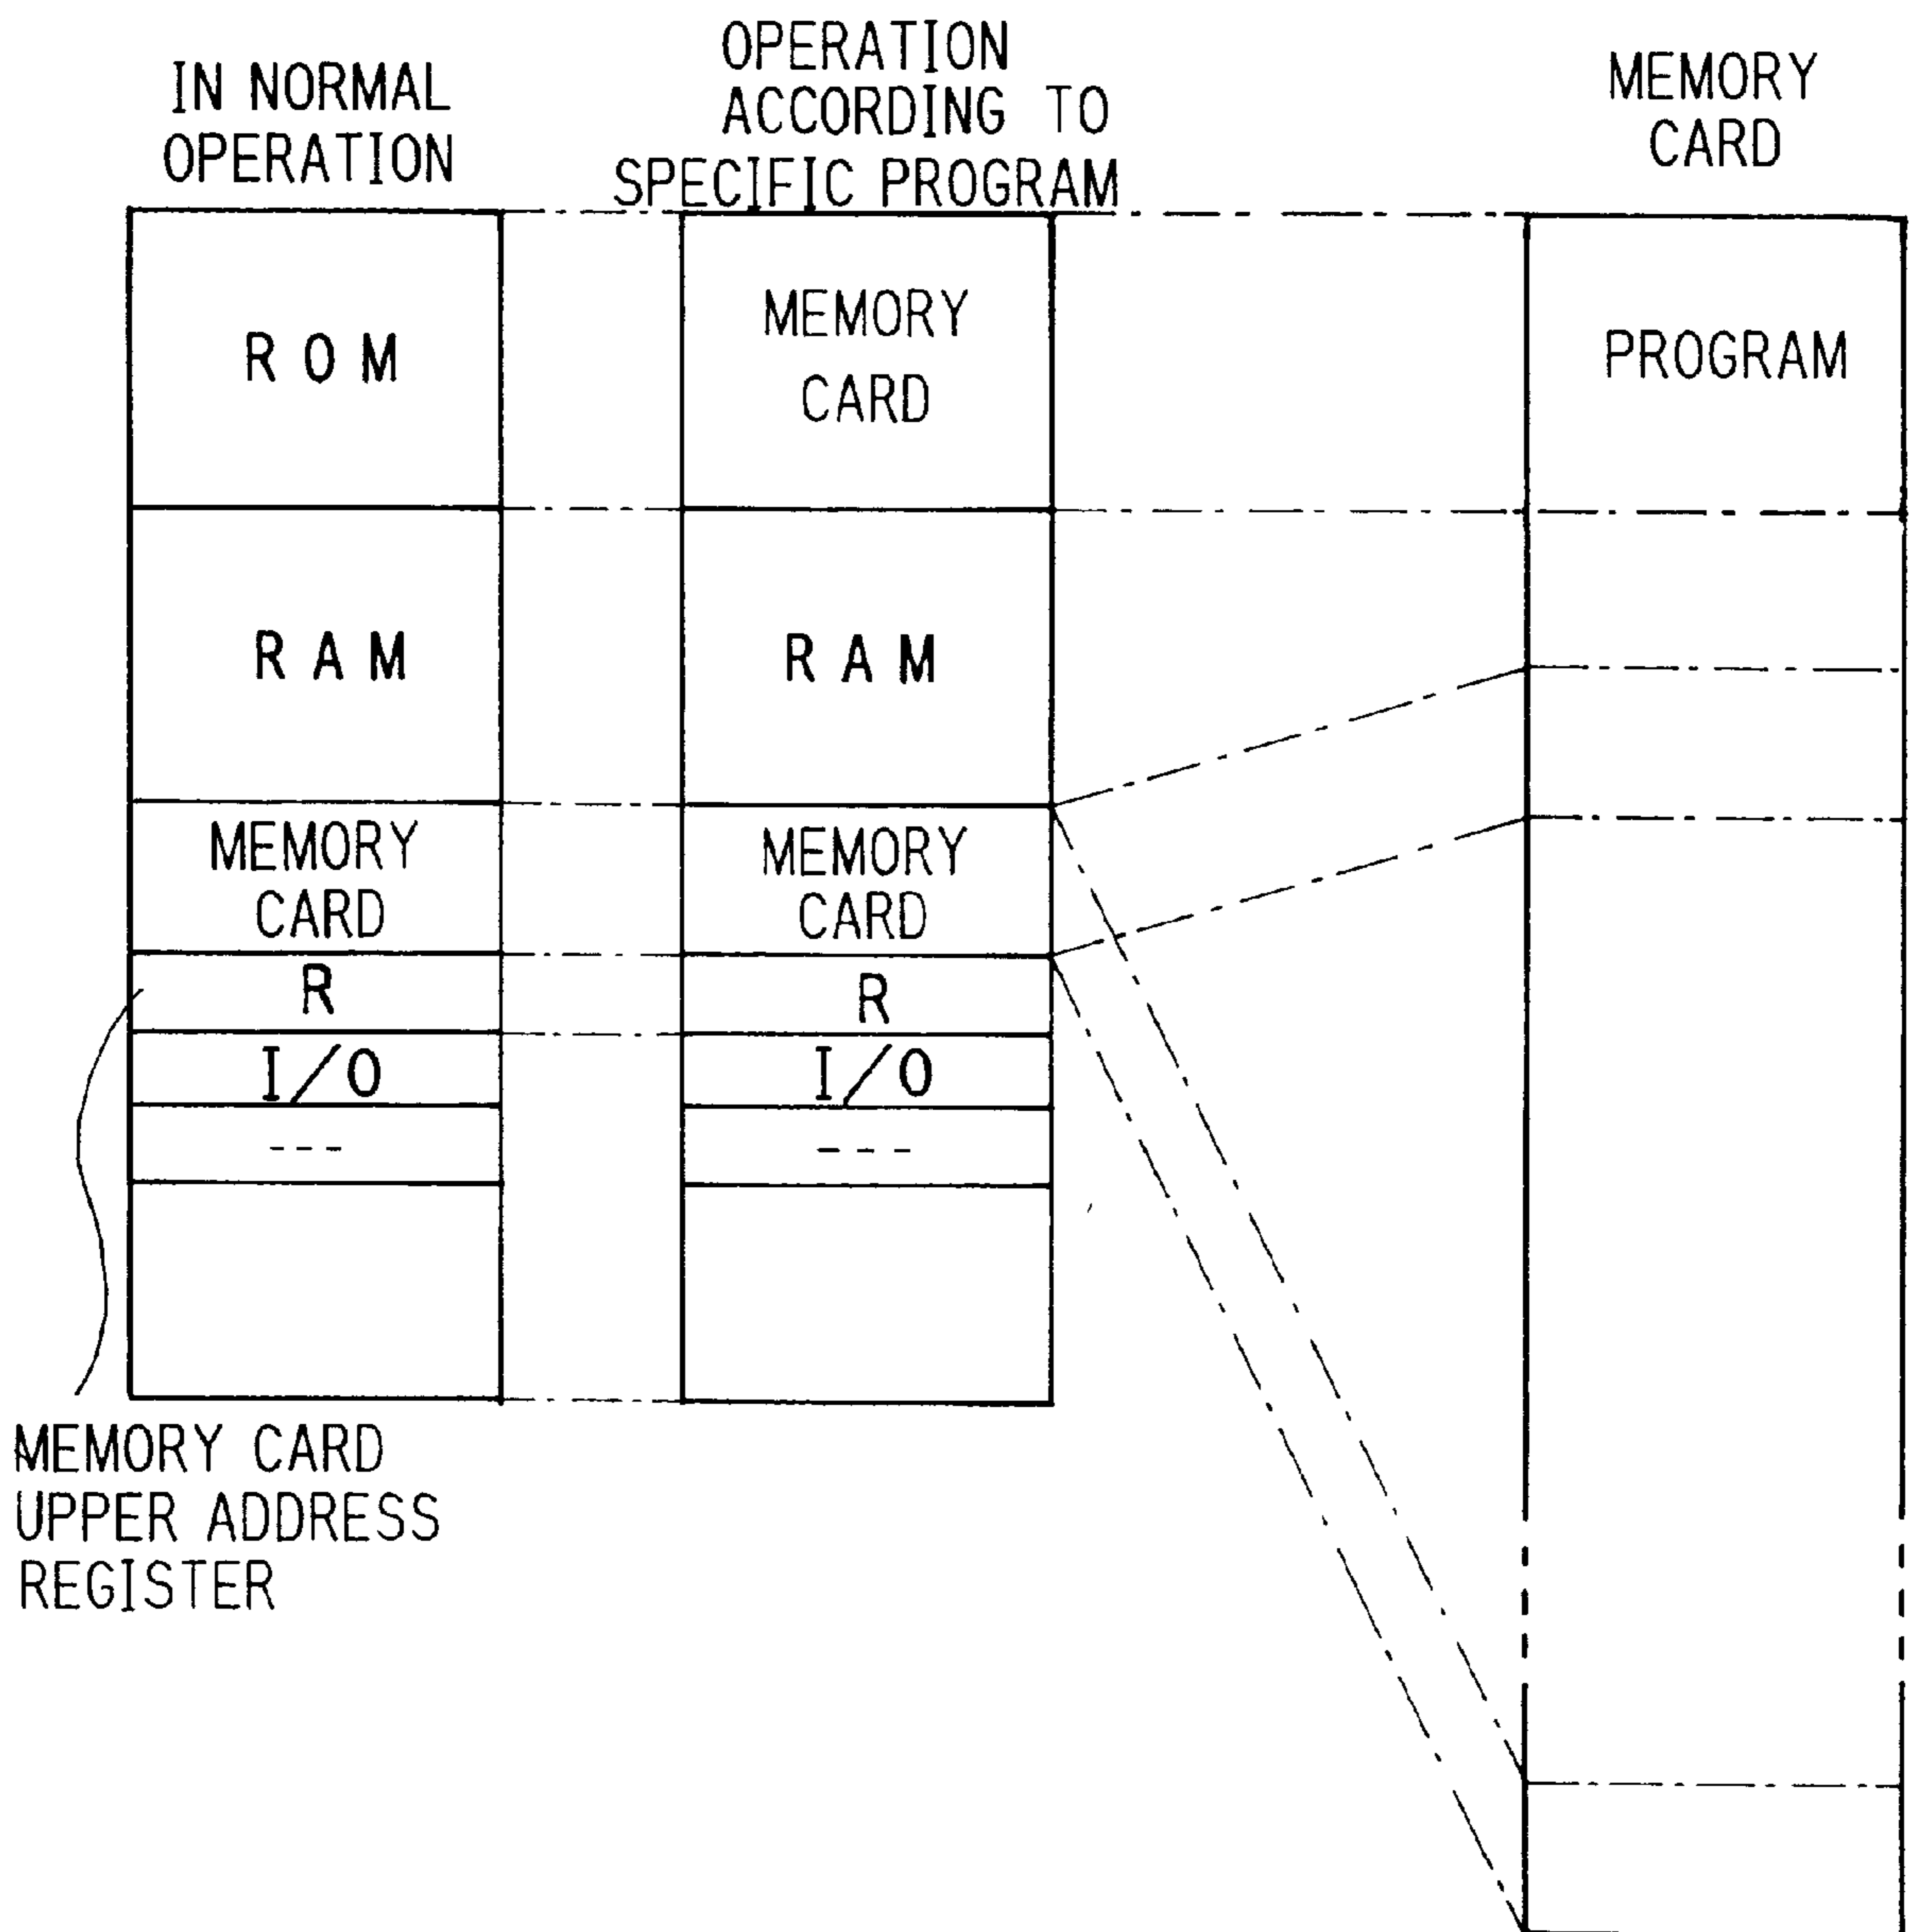 IN NORMAL
OPERATION
OPERATION
ACCORDING TO
SPECIFIC PROGRAM
MEMORY
CARD
ROM
MEMORY
CARD
PROGRAM
RAM
RAM
MEMORY
CARD
MEMORY
CARD
R
R
I/O
I/O
---
---
MEMORY CARD
UPPER ADDRESS
REGISTER